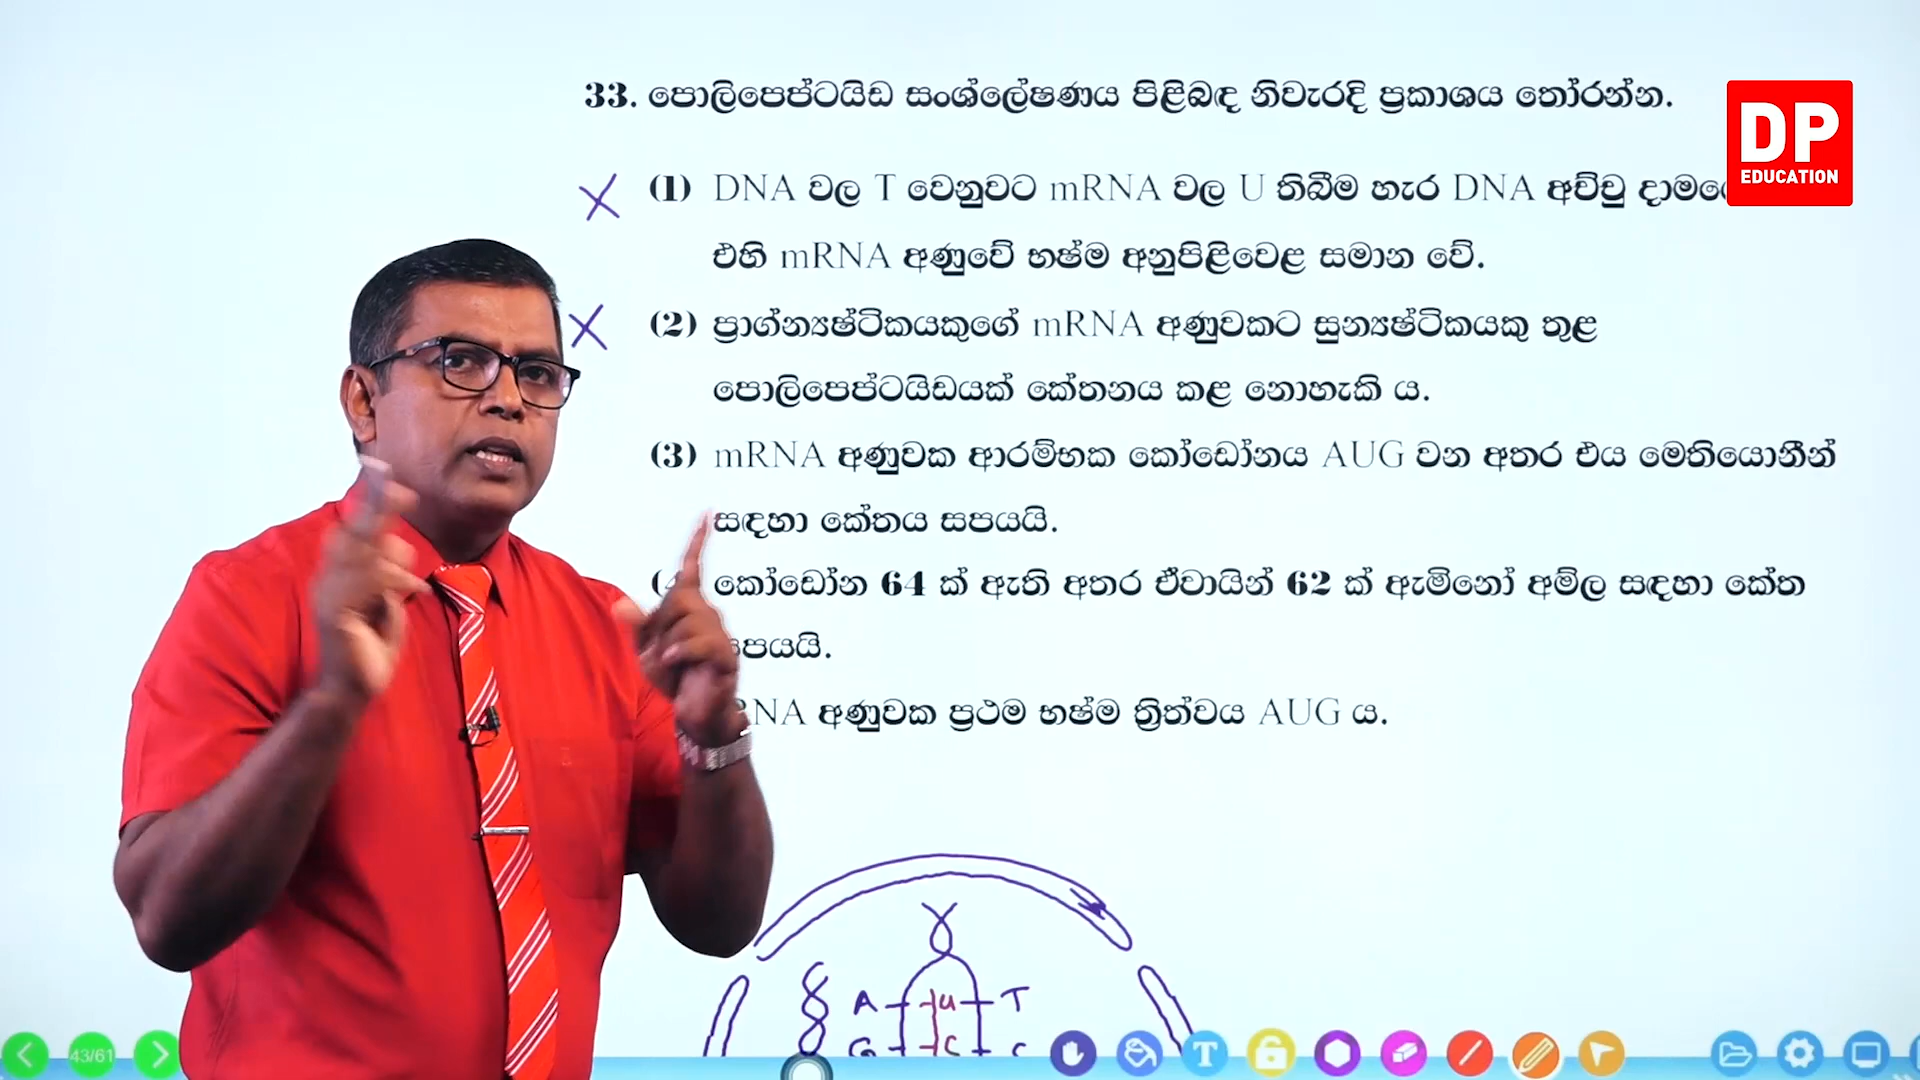 33. පොලිපෙප්ටයිඩ සංශ්ලේෂණය පිළිබඳ නිවැරදි ප්‍රකාශය තෝරන්න.
DP
EDUCATION
(1) DNA වල T වෙනුවට mRNA වල U තිබීම හැර DNA අච්චු
එහි mRNA අණුවේ භෂ්ම අනුපිළිවෙළ සමාන වේ.
(2) ප්‍රාග්න්‍යෂ්ටිකයකුගේ mRNA අණුවකට සුන්‍යෂ්ටිකයකු තුළ
පොලිපෙප්ටයිඩයක් කේතනය කළ නොහැකි ය.
(3) mRNA අණුවක ආරම්භක කෝඩෝනය AUG වන අතර එය මෙතියොනීන්
සඳහා කේතය සපයයි.
කෝඩෝන 64 ක් ඇති අතර ඒවායින් 62 ක් ඇමිනෝ අම්ල සඳහා කේත
සපයයි.
RNA අණුවක ප්‍රථම භෂ්ම ත්‍රිත්වය AUG ය.
A U T
G C C
43/61
T